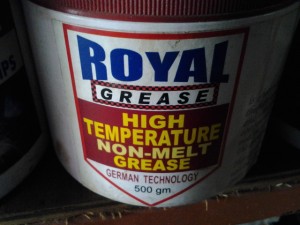 ROYAL
GREASE
HIGH
TEMPERATURE
NON-MELT
GREASE
GERMAN TECHNOLOGY
500 gm